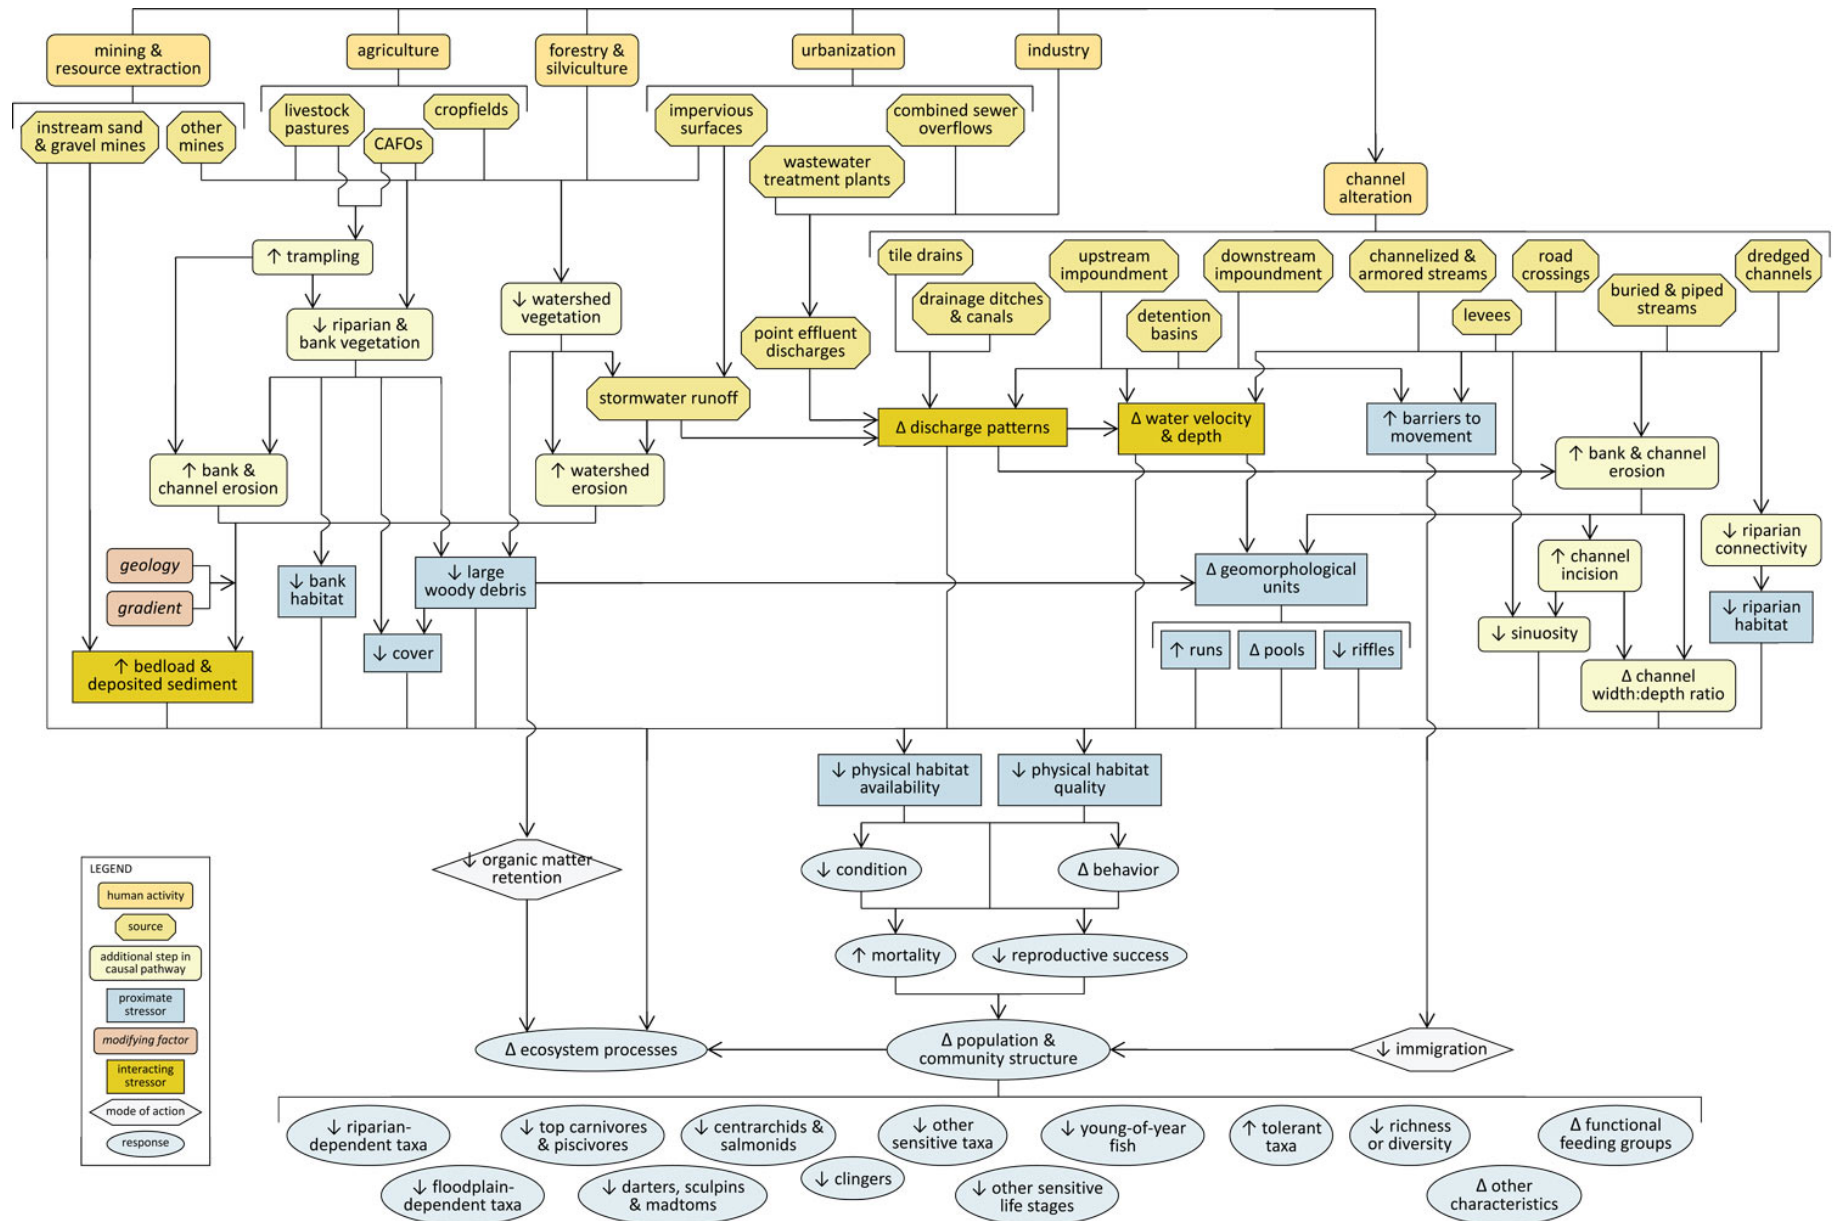 mining &
resource extraction
agriculture
forestry &
silviculture
urbanization
industry
instream sand
& gravel mines
other
mines
livestock
pastures
CAFOs
cropfields
impervious
surfaces
combined sewer
overflows
wastewater
treatment plants
channel
alteration
↑ trampling
tile drains
upstream
impoundment
downstream
impoundment
channelized &
armored streams
road
crossings
dredged
channels
drainage ditches
& canals
detention
basins
levees
buried & piped
streams
↓ riparian &
bank vegetation
↓ watershed
vegetation
point effluent
discharges
stormwater runoff
Δ discharge patterns
Δ water velocity
& depth
↑ barriers to
movement
↑ bank &
channel erosion
↑ watershed
erosion
↑ bank & channel
erosion
geology
gradient
↓ bank
habitat
↓ large
woody debris
Δ geomorphological
units
↑ channel
incision
↓ riparian
connectivity
↓ riparian
habitat
↑ bedload &
deposited sediment
↓ cover
↑ runs
Δ pools
↓ riffles
↓ sinuosity
Δ channel
width:depth ratio
↓ physical habitat
availability
↓ physical habitat
quality
↓ organic matter
retention
↓ condition
Δ behavior
↑ mortality
↓ reproductive success
Δ ecosystem processes
Δ population &
community structure
↓ immigration
LEGEND
human activity
source
additional step in
causal pathway
proximate
stressor
modifying factor
interacting
stressor
mode of action
response
↓ riparian-
dependent taxa
↓ top carnivores
& piscivores
↓ centrarchids &
salmonids
↓ other
sensitive taxa
↓ young-of-year
fish
↑ tolerant
taxa
↓ richness
or diversity
Δ functional
feeding groups
↓ floodplain-
dependent taxa
↓ darters, sculpins
& madtoms
↓ clingers
↓ other sensitive
life stages
Δ other
characteristics